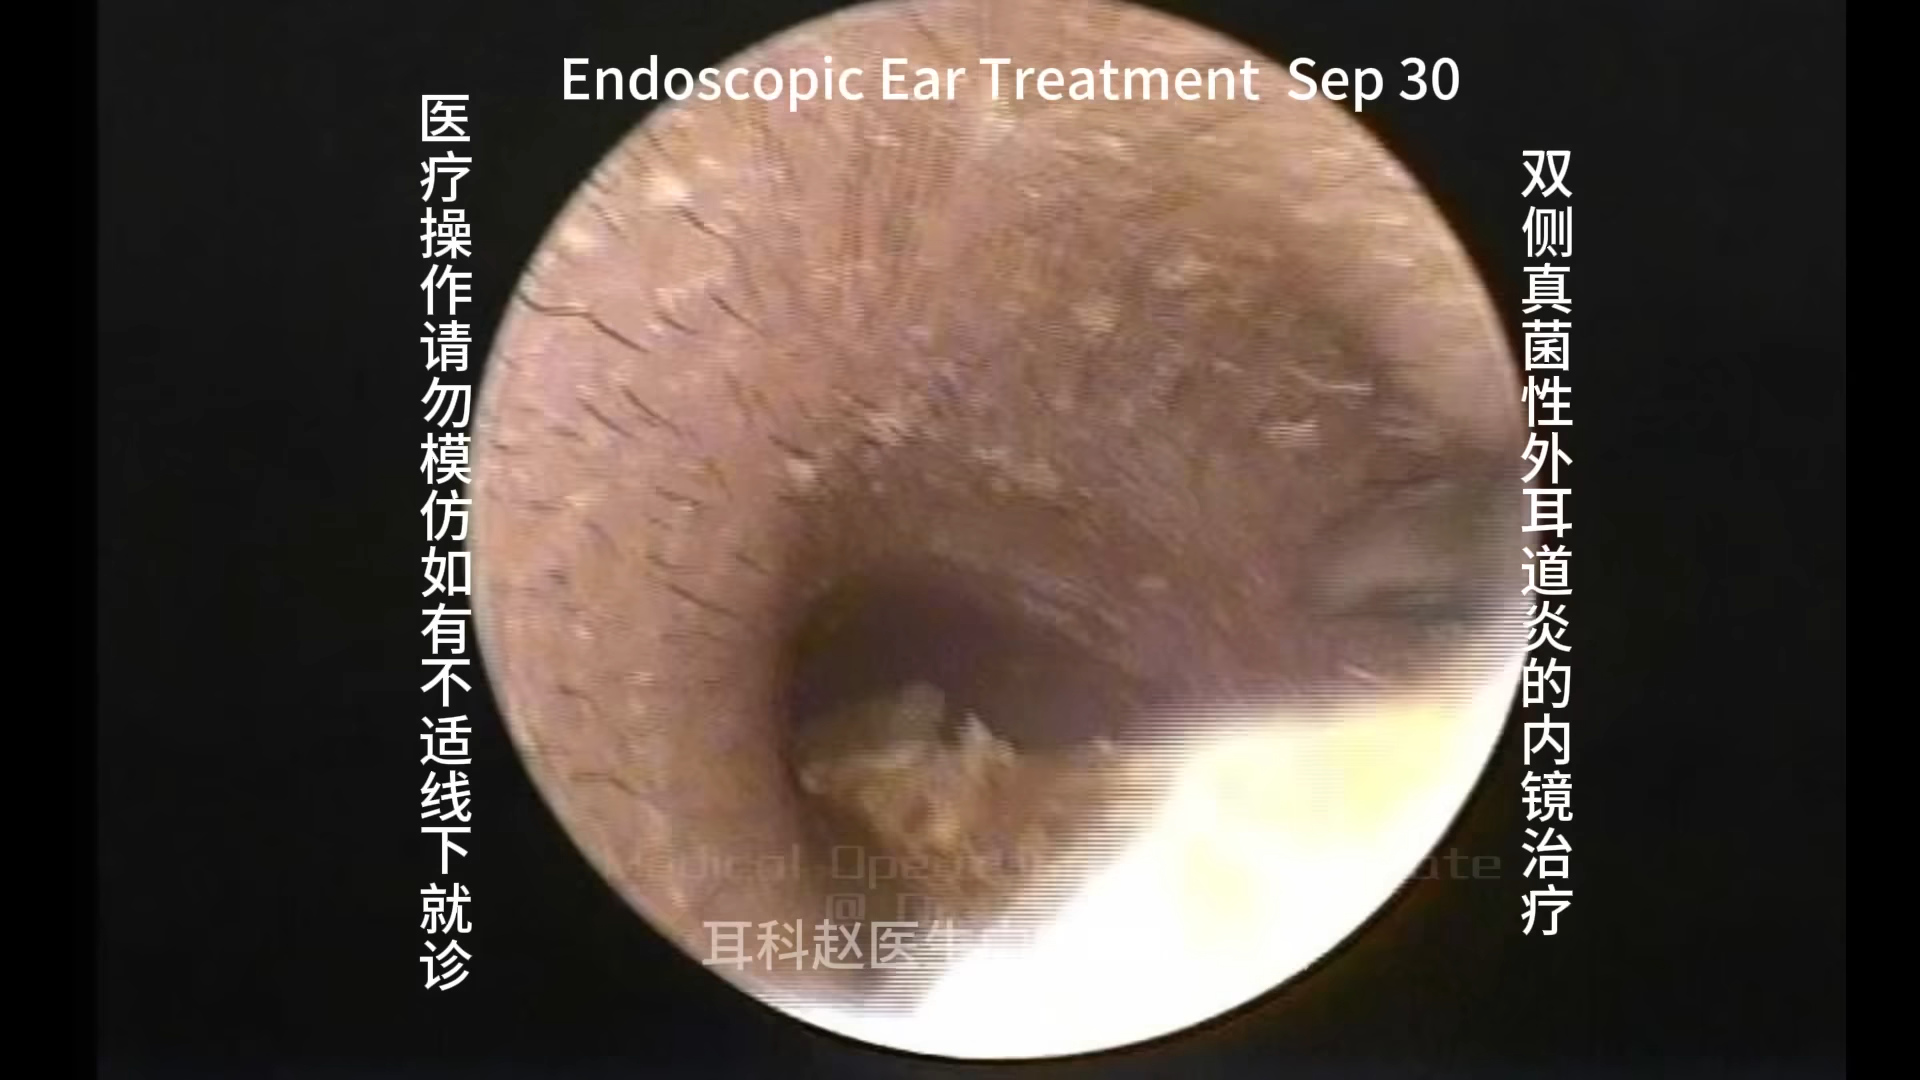 Endoscopic Ear Treatment Sep 30
医疗操作请勿模仿如有不适线下就诊
双侧真菌性外耳道炎的内镜治疗
Medical
@
耳科赵医生